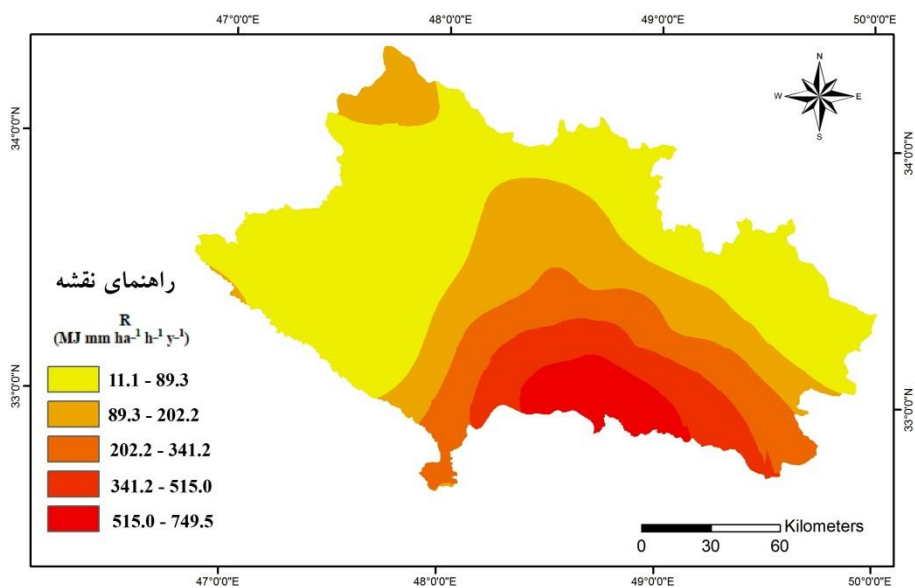 47°0'0"E 48°0'0"E 49°0'0"E 50°0'0"E
N
W E
S
34°0'0"N 34°0'0"N
راهنمای نقشه
R
(MJ mm ha⁻¹ h⁻¹ y⁻¹)
11.1 - 89.3
89.3 - 202.2
202.2 - 341.2
341.2 - 515.0
515.0 - 749.5
33°0'0"N 33°0'0"N
Kilometers
0 30 60
47°0'0"E 48°0'0"E 49°0'0"E 50°0'0"E